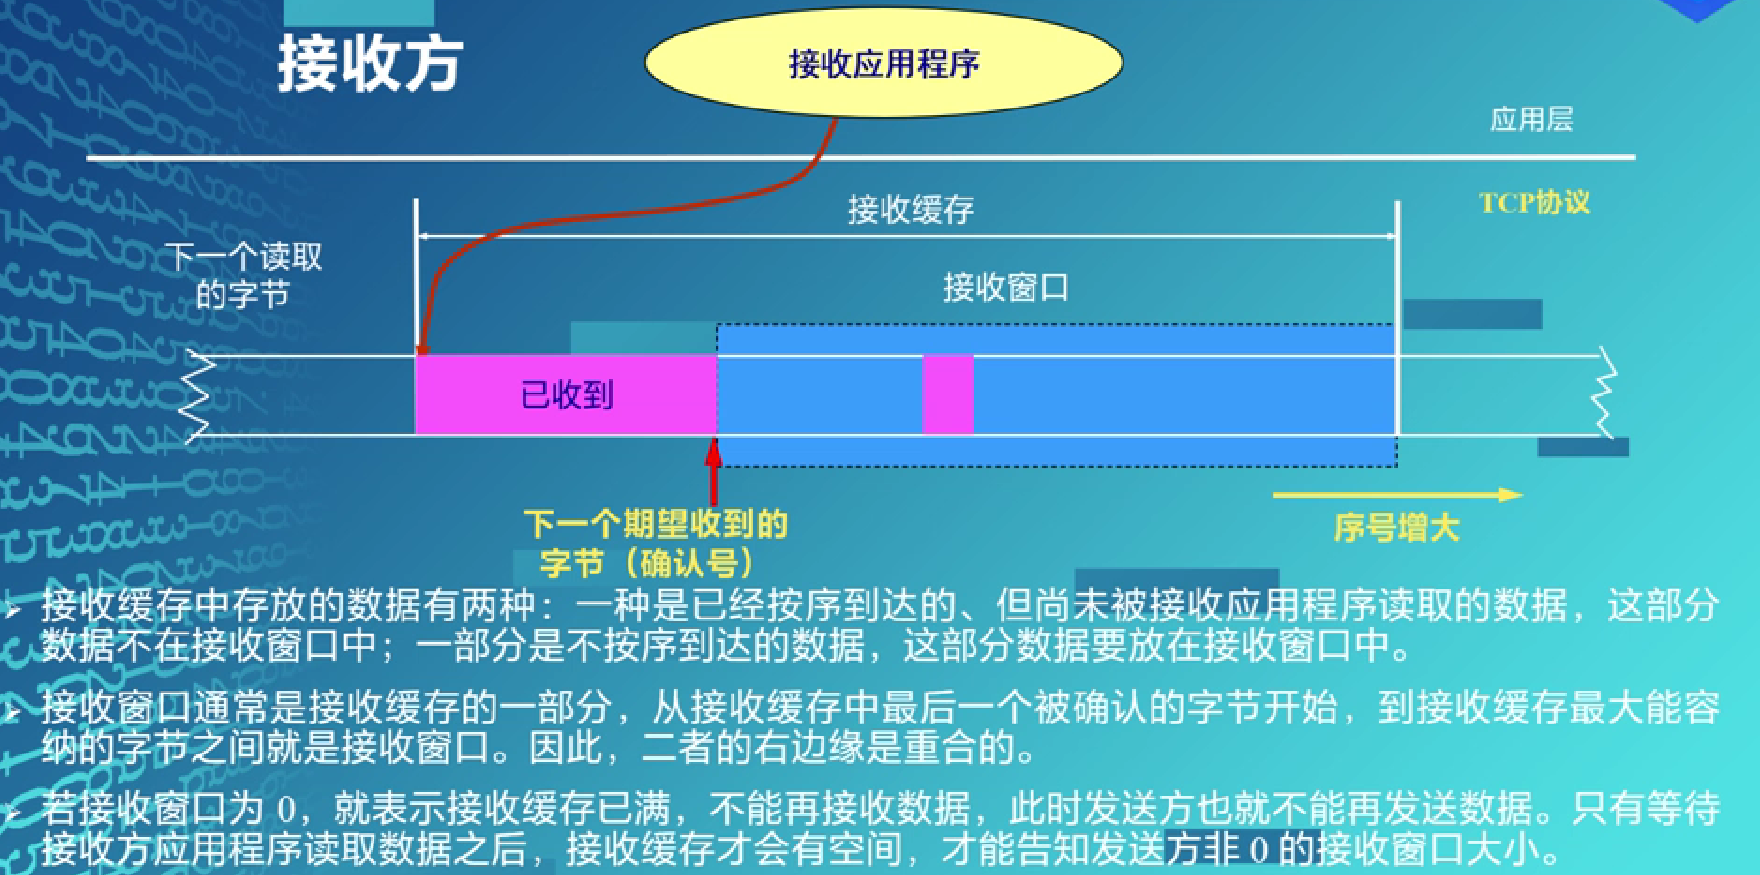 接收方
接收应用程序
应用层
TCP协议
接收缓存
下一个读取
的字节
接收窗口
已收到
下一个期望收到的
字节（确认号）
序号增大
接收缓存中存放的数据有两种：一种是已经按序到达的、但尚未被接收应用程序读取的数据，这部分
数据不在接收窗口中；一部分是不按序到达的数据，这部分数据要放在接收窗口中。
接收窗口通常是接收缓存的一部分，从接收缓存中最后一个被确认的字节开始，到接收缓存最大能容
纳的字节之间就是接收窗口。因此，二者的右边缘是重合的。
若接收窗口为 0，就表示接收缓存已满，不能再接收数据，此时发送方也就不能再发送数据。只有等待
接收方应用程序读取数据之后，接收缓存才会有空间，才能告知发送方非 0 的接收窗口大小。